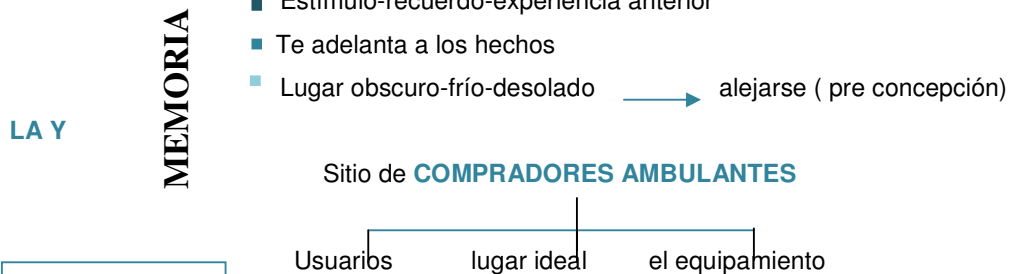 Estímulo-recuerdo-experiencia anterior
Te adelanta a los hechos
Lugar obscuro-frío-desolado alejarse ( pre concepción)
LA Y
MEMORIA
Sitio de COMPRADORES AMBULANTES
Usuarios lugar ideal el equipamiento